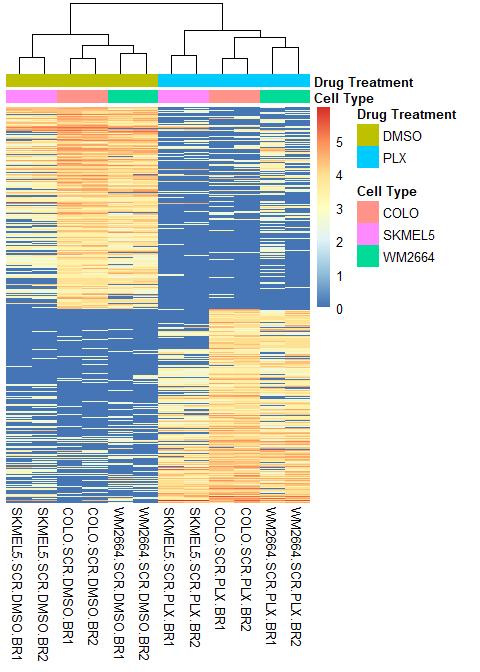 Drug Treatment
Cell Type
Drug Treatment
DMSO
PLX
Cell Type
COLO
SKMEL5
WM2664
5
4
3
2
1
0
SKMEL5.SCR.DMSO.BR1
SKMEL5.SCR.DMSO.BR2
COLO.SCR.DMSO.BR1
COLO.SCR.DMSO.BR2
WM2664.SCR.DMSO.BR1
WM2664.SCR.DMSO.BR2
SKMEL5.SCR.PLX.BR1
SKMEL5.SCR.PLX.BR2
COLO.SCR.PLX.BR1
COLO.SCR.PLX.BR2
WM2664.SCR.PLX.BR1
WM2664.SCR.PLX.BR2